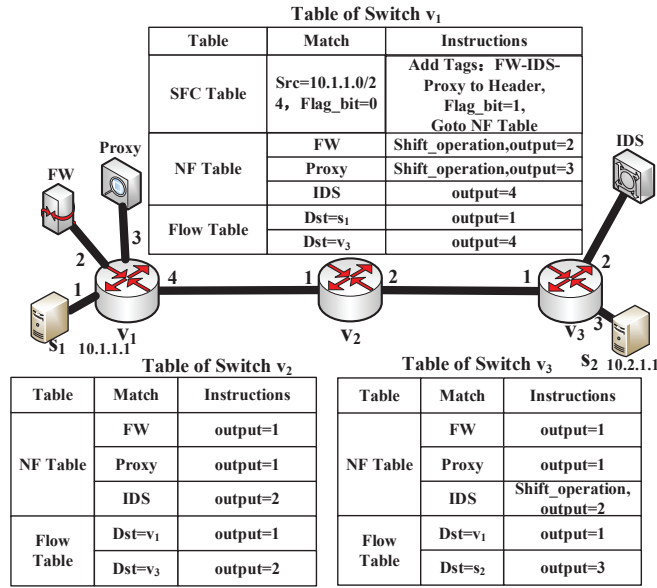 Table of Switch v1
Table Match Instructions
SFC Table
Src=10.1.1.0/2
4, Flag_bit=0
Add Tags: FW-IDS-
Proxy to Header,
Flag_bit=1,
Goto NF Table
NF Table
FW Shift_operation,output=2
Proxy Shift_operation,output=3
IDS output=4
Flow Table
Dst=s1 output=1
Dst=v3 output=4
FW
Proxy
IDS
2
3
1
4
1
2
1
2
3
s1 10.1.1.1
v1
v2
v3
s2 10.2.1.1
Table of Switch v2
Table Match Instructions
NF Table
FW output=1
Proxy output=1
IDS output=2
Flow
Table
Dst=v1 output=1
Dst=v3 output=2
Table of Switch v3
Table Match Instructions
NF Table
FW output=1
Proxy output=1
IDS
Shift_operation,
output=2
Flow
Table
Dst=v1 output=1
Dst=s2 output=3